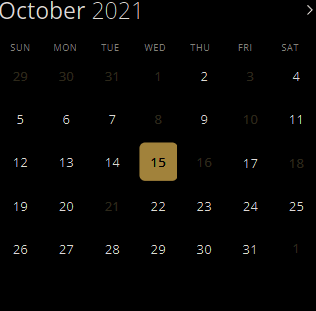 October 2021
SUN MON TUE WED THU FRI SAT
29 30 31 1 2 3 4
5 6 7 8 9 10 11
12 13 14 15 16 17 18
19 20 21 22 23 24 25
26 27 28 29 30 31 1